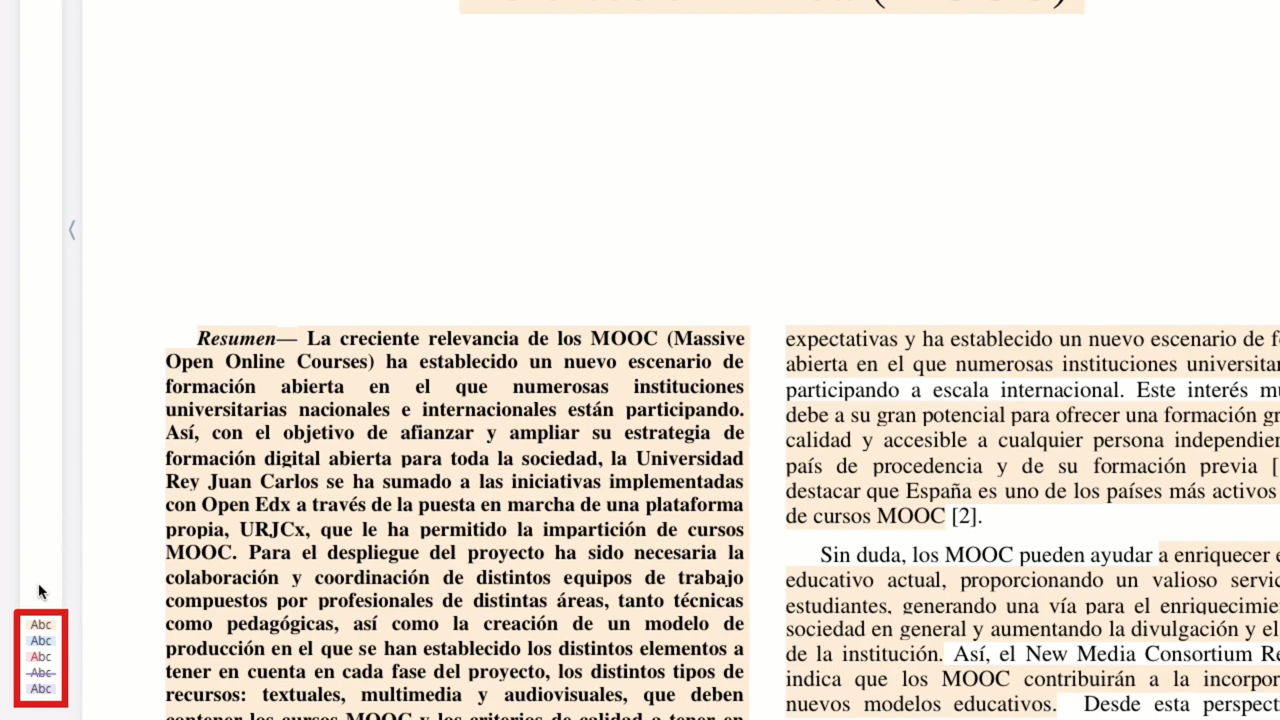 Resumen— La creciente relevancia de los MOOC (Massive
Open Online Courses) ha establecido un nuevo escenario de
formación abierta en el que numerosas instituciones
universitarias nacionales e internacionales están participando.
Así, con el objetivo de afianzar y ampliar su estrategia de
formación digital abierta para toda la sociedad, la Universidad
Rey Juan Carlos se ha sumado a las iniciativas implementadas
con Open Edx a través de la puesta en marcha de una plataforma
propia, URJCx, que le ha permitido la impartición de cursos
MOOC. Para el despliegue del proyecto ha sido necesaria la
colaboración y coordinación de distintos equipos de trabajo
compuestos por profesionales de distintas áreas, tanto técnicas
como pedagógicas, así como la creación de un modelo de
producción en el que se han establecido los distintos elementos a
tener en cuenta en cada fase del proyecto, los distintos tipos de
recursos: textuales, multimedia y audiovisuales, que deben
contener los cursos MOOC y los criterios de calidad a tener en
expectativas y ha establecido un nuevo escenario de
abierta en el que numerosas instituciones
participando a escala internacional. Este interés
debe a su gran potencial para ofrecer una formación
calidad y accesible a cualquier persona
país de procedencia y de su formación previa [
destacar que España es uno de los países más activos
de cursos MOOC [2].
Sin duda, los MOOC pueden ayudar a enriquecer
educativo actual, proporcionando un valioso
estudiantes, generando una vía para el
sociedad en general y aumentando la divulgación y el
de la institución. Así, el New Media Consortium
indica que los MOOC contribuirán a la
nuevos modelos educativos. Desde esta
Abc
Abc
Abc
Abc
Abc